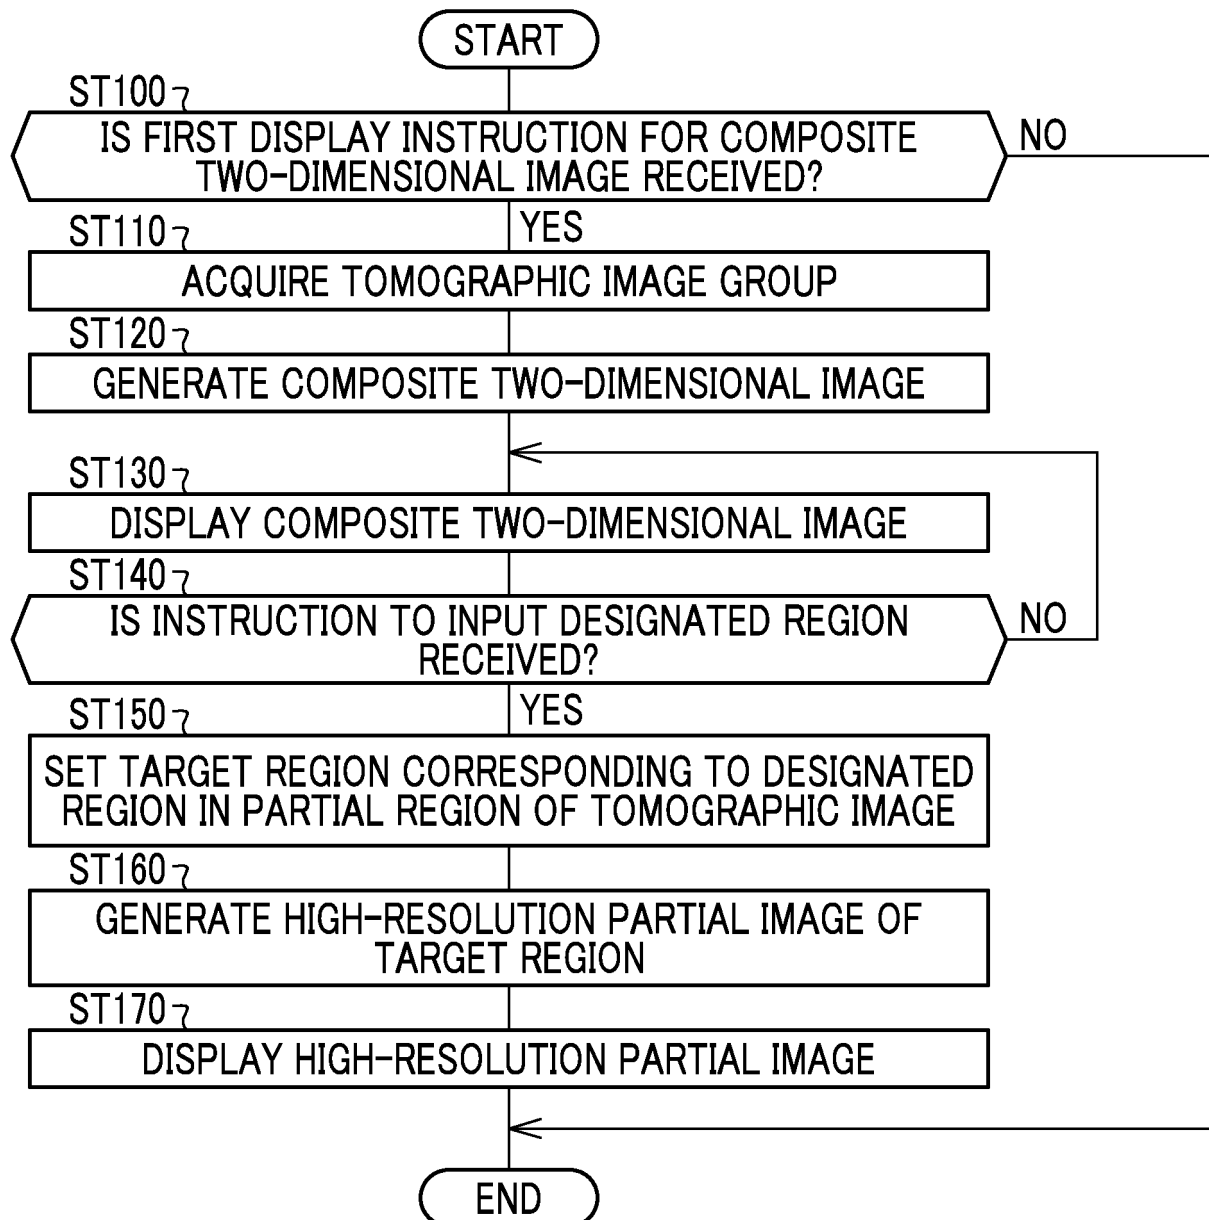 START
ST100
IS FIRST DISPLAY INSTRUCTION FOR COMPOSITE
TWO-DIMENSIONAL IMAGE RECEIVED?
NO
YES
ST110
ACQUIRE TOMOGRAPHIC IMAGE GROUP
ST120
GENERATE COMPOSITE TWO-DIMENSIONAL IMAGE
ST130
DISPLAY COMPOSITE TWO-DIMENSIONAL IMAGE
ST140
IS INSTRUCTION TO INPUT DESIGNATED REGION
RECEIVED?
NO
YES
ST150
SET TARGET REGION CORRESPONDING TO DESIGNATED
REGION IN PARTIAL REGION OF TOMOGRAPHIC IMAGE
ST160
GENERATE HIGH-RESOLUTION PARTIAL IMAGE OF
TARGET REGION
ST170
DISPLAY HIGH-RESOLUTION PARTIAL IMAGE
END